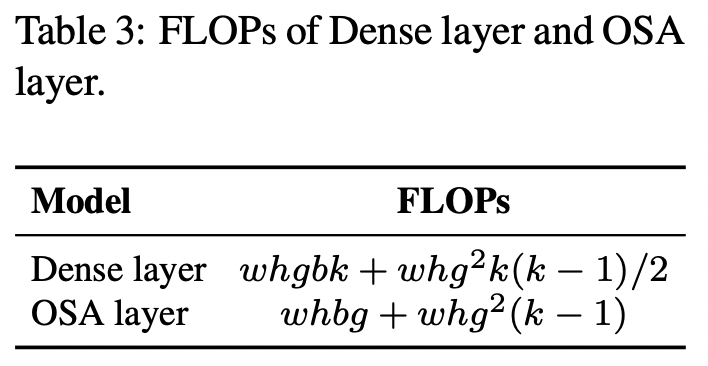 Table 3: FLOPs of Dense layer and OSA
layer.
Model FLOPs
Dense layer whgbk + whg²k(k − 1)/2
OSA layer whbg + whg²(k − 1)